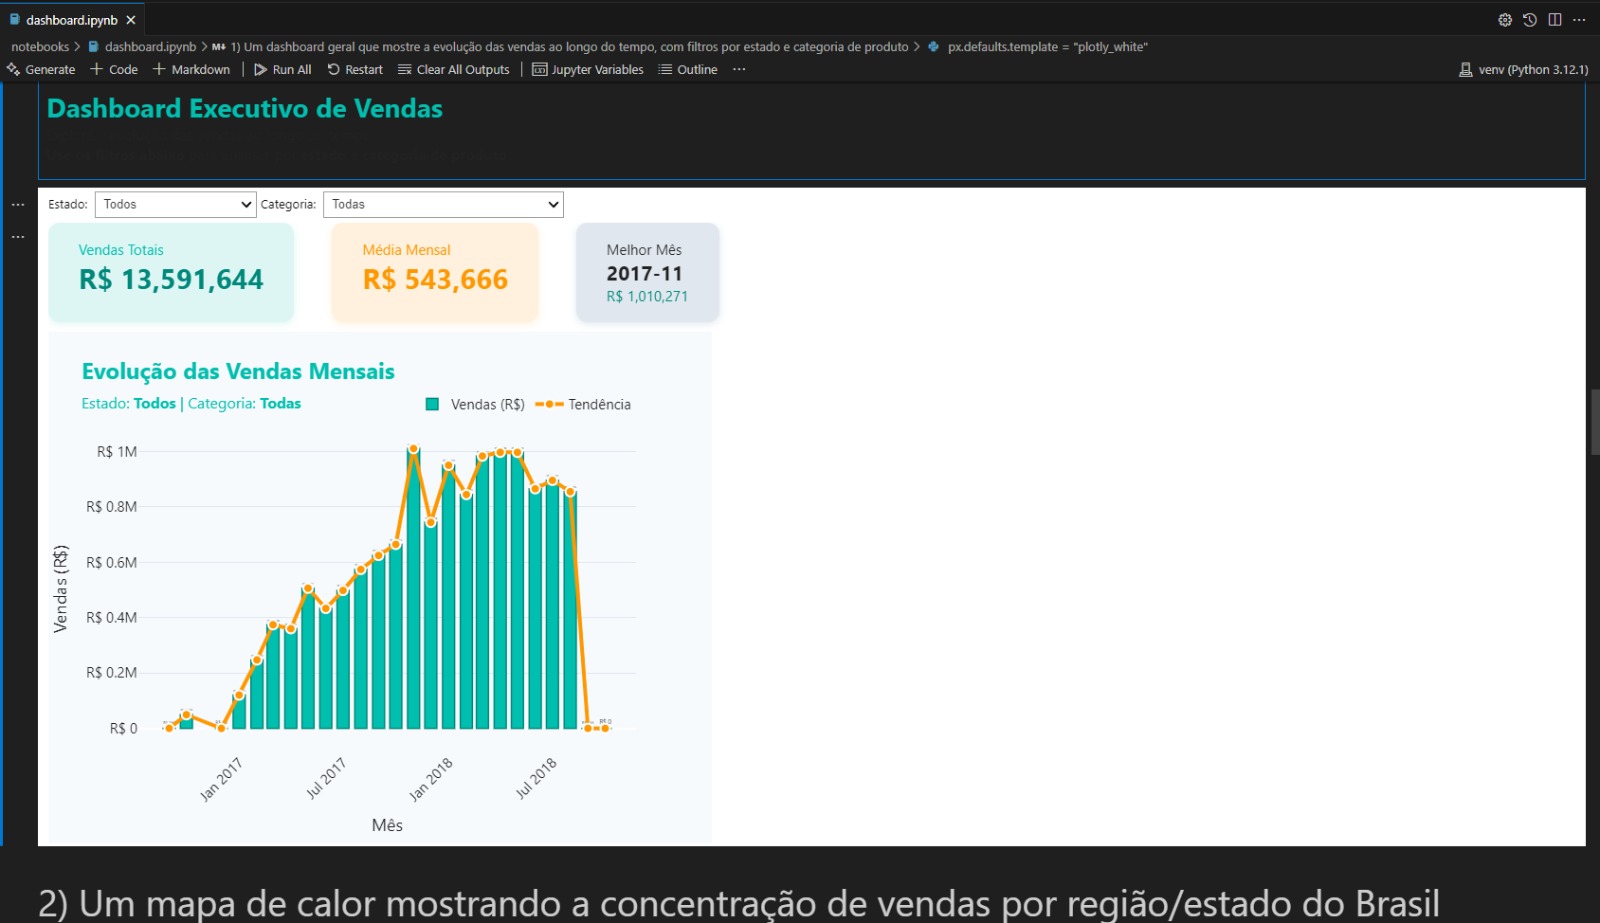 dashboard.ipynb
notebooks > dashboard.ipynb > M↓ 1) Um dashboard geral que mostre a evolução das vendas ao longo do tempo, com filtros por estado e categoria de produto > px.defaults.template = "plotly_white"
Generate + Code + Markdown | Run All Restart Clear All Outputs | Jupyter Variables Outline ... venv (Python 3.12.1)
Dashboard Executivo de Vendas
Estado: Todos Categoria: Todas
Vendas Totais
R$ 13,591,644
Média Mensal
R$ 543,666
Melhor Mês
2017-11
R$ 1,010,271
Evolução das Vendas Mensais
Estado: Todos | Categoria: Todas
Vendas (R$) Tendência
R$ 1M
R$ 0.8M
R$ 0.6M
R$ 0.4M
R$ 0.2M
R$ 0
Vendas (R$)
R$ 0
Jan 2017
Jul 2017
Jan 2018
Jul 2018
Mês
2) Um mapa de calor mostrando a concentração de vendas por região/estado do Brasil